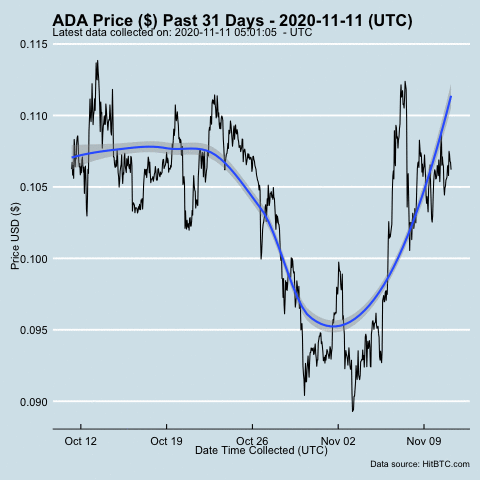 ADA Price ($) Past 31 Days - 2020-11-11 (UTC)
Latest data collected on: 2020-11-11 05:01:05 - UTC
0.115
0.110
0.105
0.100
0.095
0.090
Price USD ($)
Oct 12 Oct 19 Oct 26 Nov 02 Nov 09
Date Time Collected (UTC)
Data source: HitBTC.com